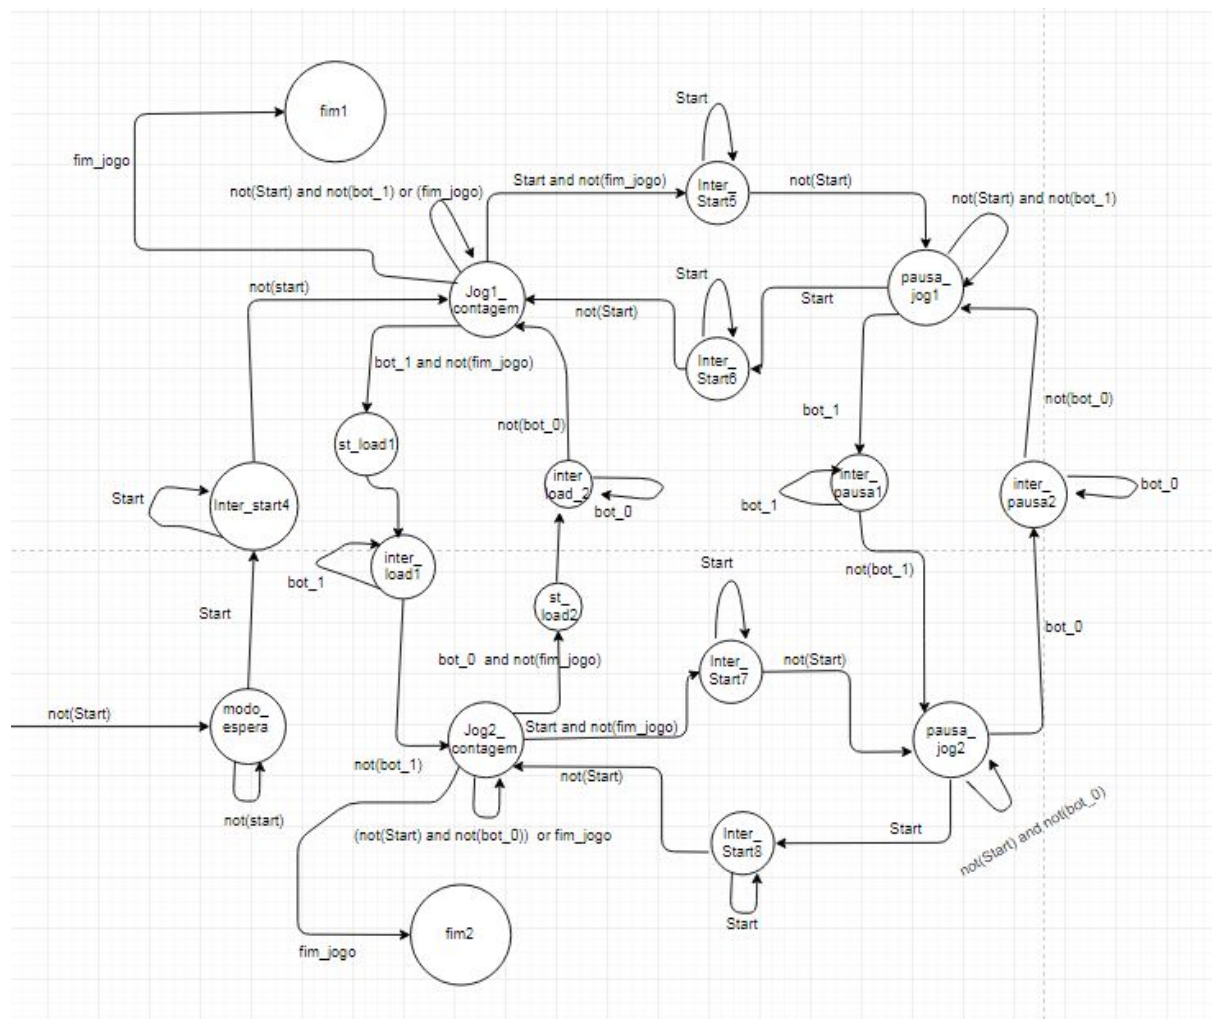 fim1
Start
fim_jogo
not(Start) and not(bot_1) or (fim_jogo)
Start and not(fim_jogo)
Inter_
Start5
not(Start)
not(Start) and not(bot_1)
not(start)
Jog1_
contagem
Start
not(Start)
Inter_
Start6
Start
pausa_
jog1
bot_1 and not(fim_jogo)
st_load1
not(bot_0)
bot_1
not(bot_0)
Start
Inter_start4
inter
load_2
bot_0
inter_
pausa1
bot_1
inter_
pausa2
bot_0
inter_
load1
bot_1
not(bot_1)
Start
st_
load2
Start
bot_0
bot_0 and not(fim_jogo)
Inter_
Start7
not(Start)
not(Start)
modo_
espera
Jog2_
contagem
Start and not(fim_jogo)
pausa_
jog2
not(bot_1)
not(Start)
not(start)
(not(Start) and not(bot_0)) or fim_jogo
Inter_
Start8
Start
not(Start) and not(bot_0)
Start
fim2
fim_jogo